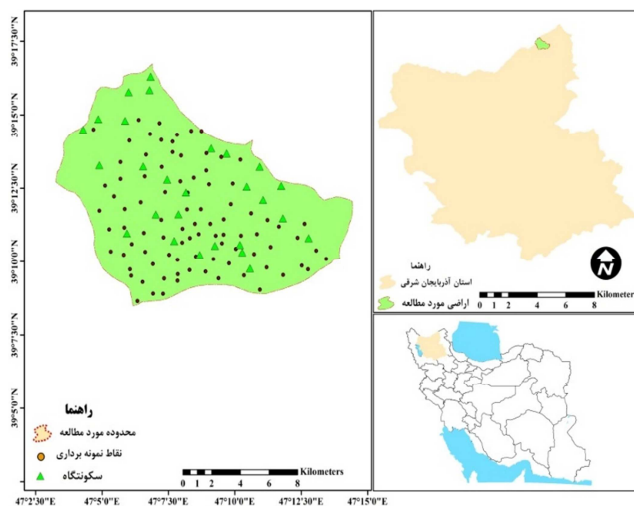 39°17'30"N
39°15'0"N
39°12'30"N
39°10'0"N
39°7'30"N
39°5'0"N
راهنما
محدوده مورد مطالعه
نقاط نمونه برداری
سکونتگاه
Kilometers
0 1 2 4 6 8
47°2'30"E 47°5'0"E 47°7'30"E 47°10'0"E 47°12'30"E 47°15'0"E
راهنما
استان آذربایجان شرقی
اراضی مورد مطالعه
N
Kilometers
0 1 2 4 6 8